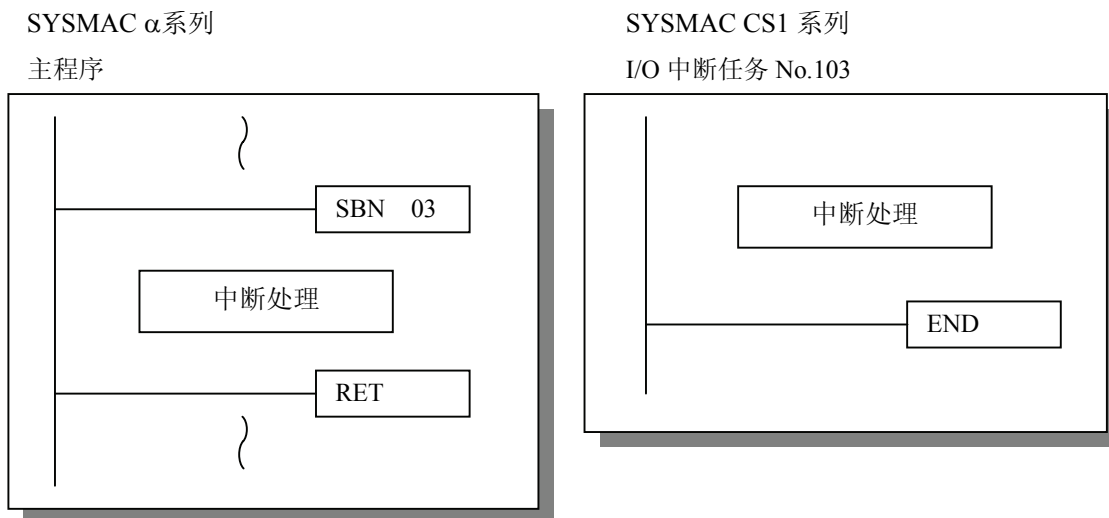 SYSMAC α系列
主程序
SBN 03
中断处理
RET
SYSMAC CS1 系列
I/O 中断任务 No.103
中断处理
END